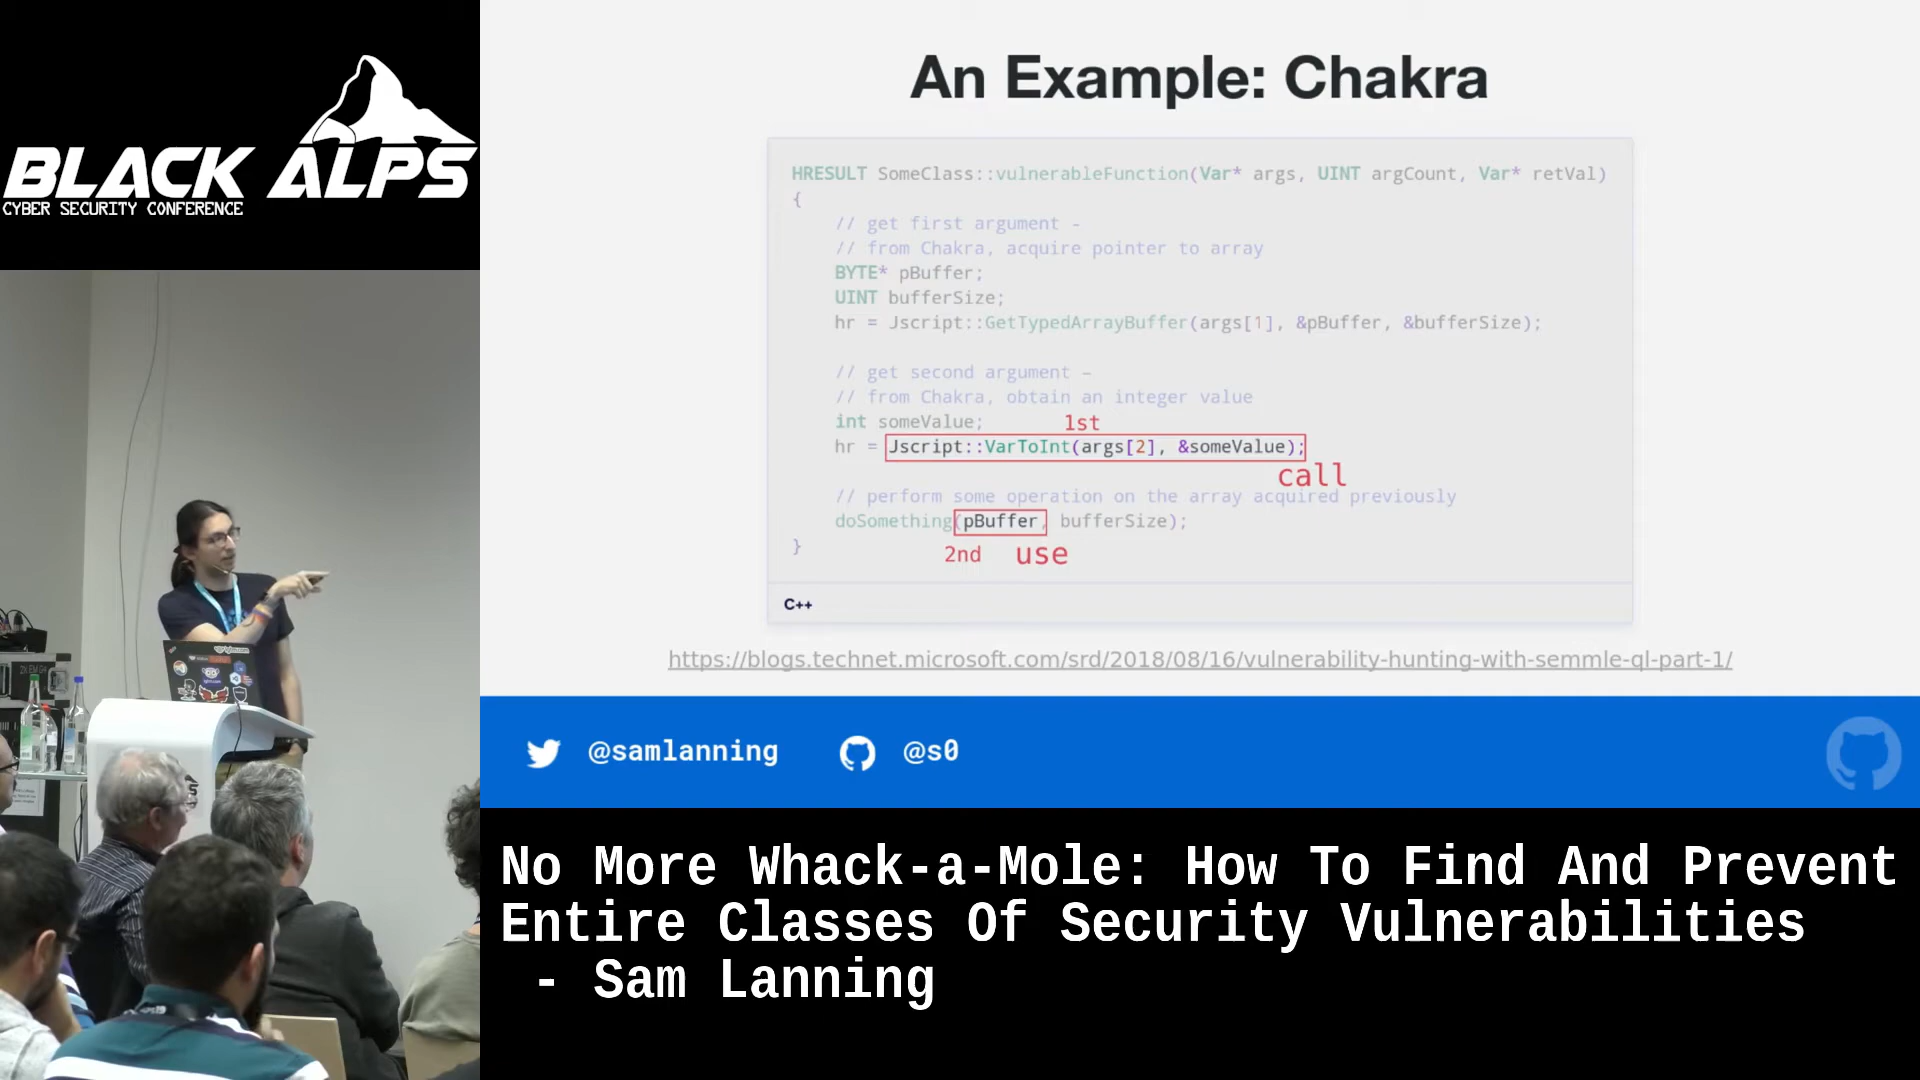 BLACK ALPS
CYBER SECURITY CONFERENCE
An Example: Chakra
HRESULT SomeClass::vulnerableFunction(Var* args, UINT argCount, Var* retVal)
{
// get first argument -
// from Chakra, acquire pointer to array
BYTE* pBuffer;
UINT bufferSize;
hr = Jscript::GetTypedArrayBuffer(args[1], &pBuffer, &bufferSize);
// get second argument –
// from Chakra, obtain an integer value
int someValue;
1st
hr = Jscript::VarToInt(args[2], &someValue);
call
// perform some operation on the array acquired previously
doSomething(pBuffer, bufferSize);
2nd use
}
C++
https://blogs.technet.microsoft.com/srd/2018/08/16/vulnerability-hunting-with-semmle-ql-part-1/
@samlanning @s0
No More Whack-a-Mole: How To Find And Prevent
Entire Classes Of Security Vulnerabilities
- Sam Lanning